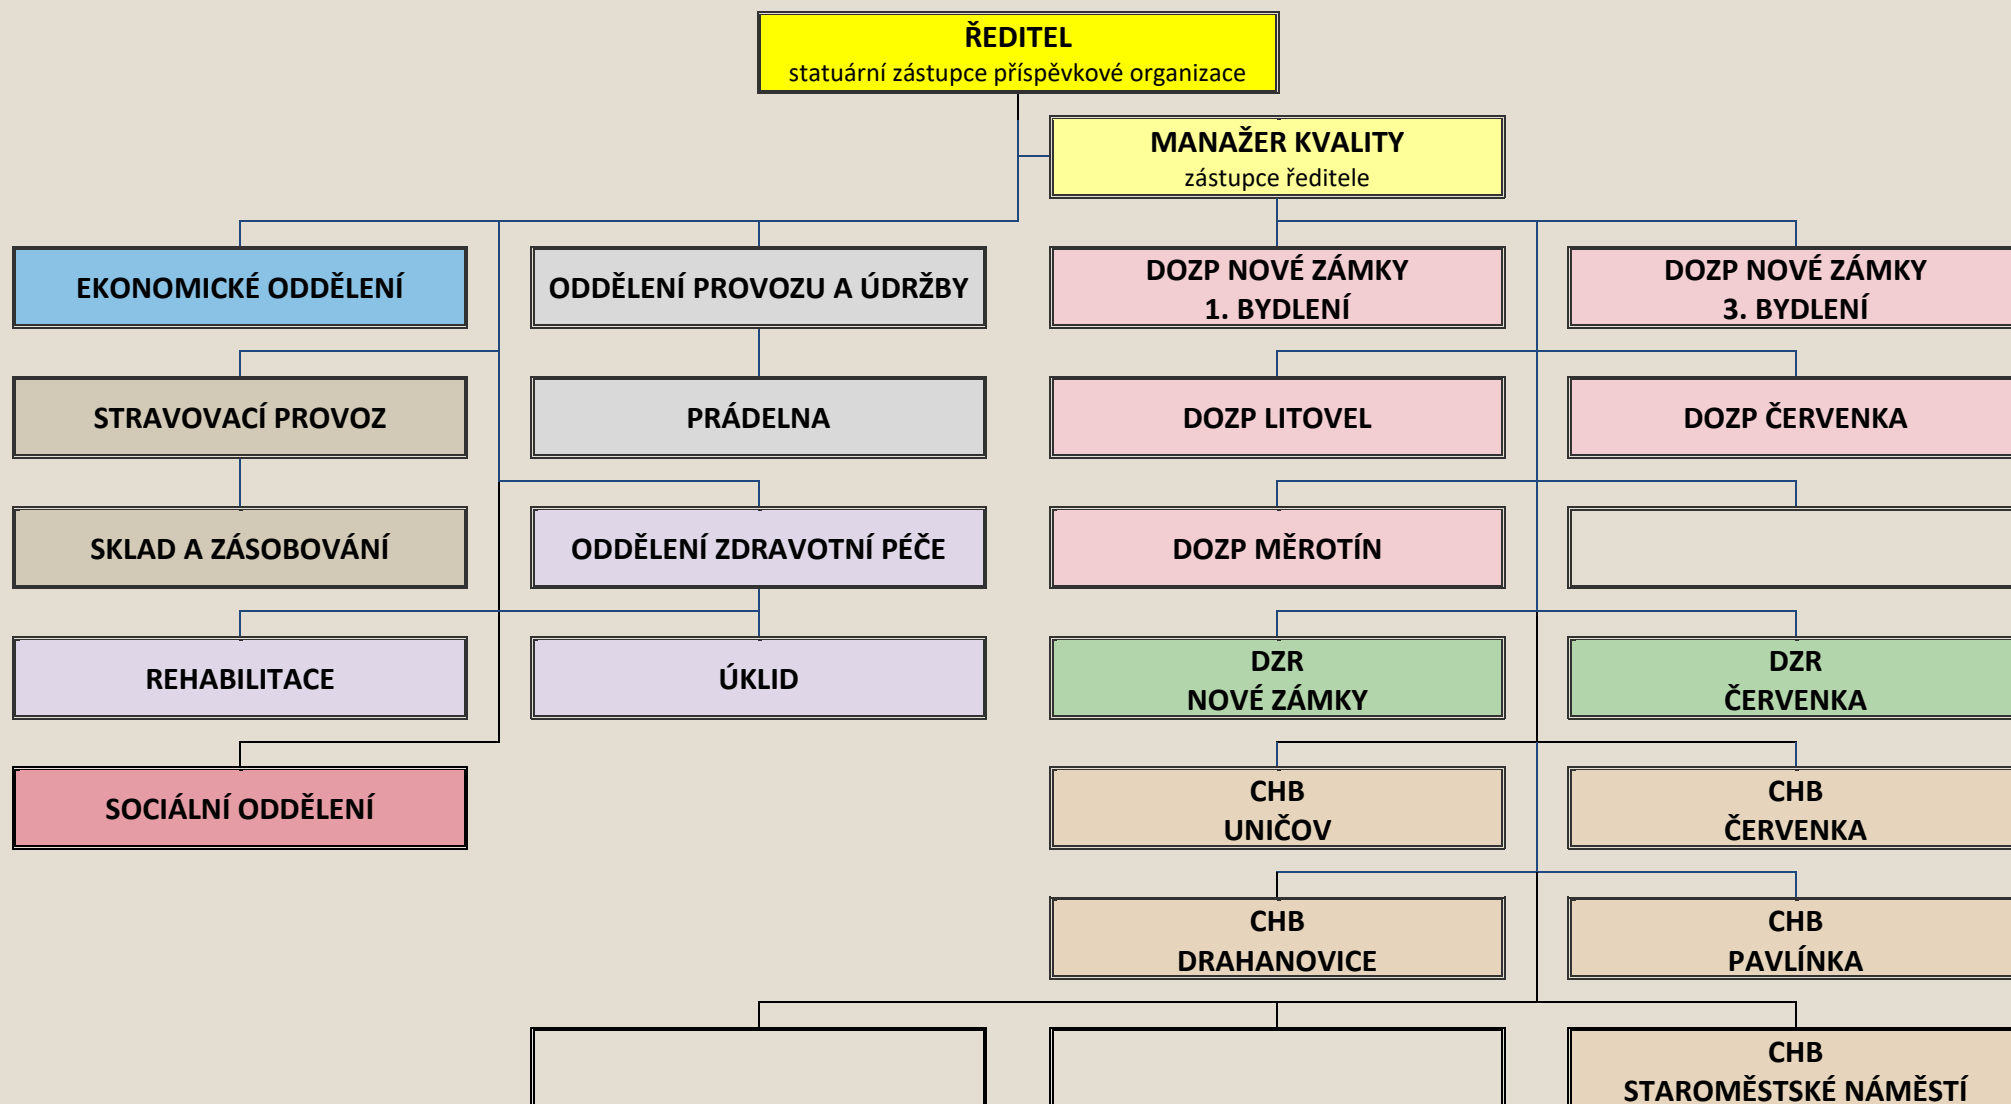 ŘEDITEL
statuární zástupce příspěvkové organizace
MANAŽER KVALITY
zástupce ředitele
EKONOMICKÉ ODDĚLENÍ
ODDĚLENÍ PROVOZU A ÚDRŽBY
DOZP NOVÉ ZÁMKY
1. BYDLENÍ
DOZP NOVÉ ZÁMKY
3. BYDLENÍ
STRAVOVACÍ PROVOZ
PRÁDELNA
DOZP LITOVEL
DOZP ČERVENKA
SKLAD A ZÁSOBOVÁNÍ
ODDĚLENÍ ZDRAVOTNÍ PÉČE
DOZP MĚROTÍN
REHABILITACE
ÚKLID
DZR
NOVÉ ZÁMKY
DZR
ČERVENKA
SOCIÁLNÍ ODDĚLENÍ
CHB
UNIČOV
CHB
ČERVENKA
CHB
DRAHANOVICE
CHB
PAVLÍNKA
CHB
STAROMĚSTSKÉ NÁMĚSTÍ